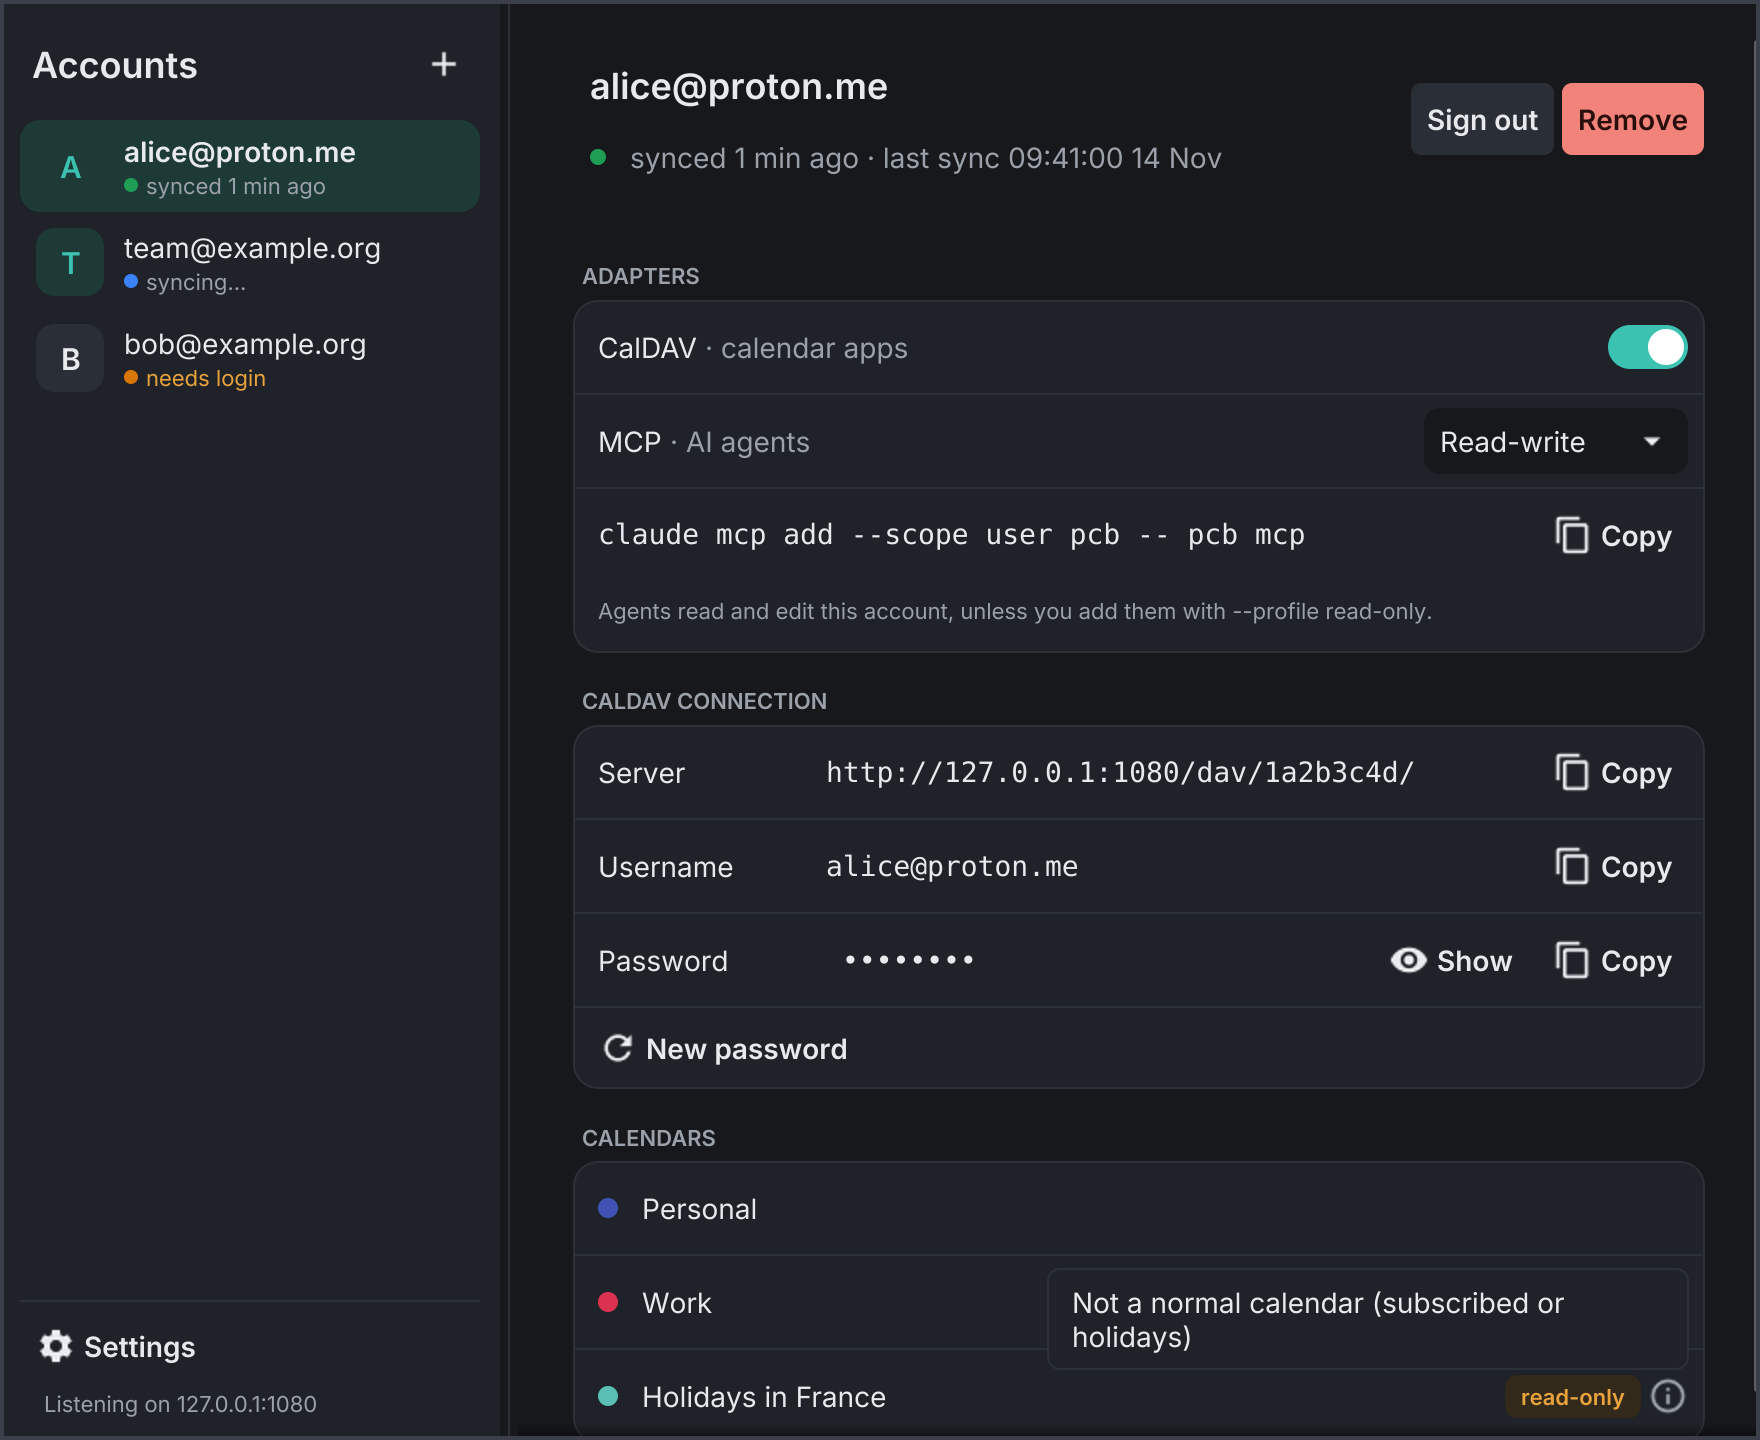 Accounts
A
alice@proton.me
synced 1 min ago
T
team@example.org
syncing...
B
bob@example.org
needs login
Settings
Listening on 127.0.0.1:1080
alice@proton.me
synced 1 min ago · last sync 09:41:00 14 Nov
Sign out
Remove
ADAPTERS
CalDAV · calendar apps
MCP · AI agents
Read-write
claude mcp add --scope user pcb -- pcb mcp
Copy
Agents read and edit this account, unless you add them with --profile read-only.
CALDAV CONNECTION
Server
http://127.0.0.1:1080/dav/1a2b3c4d/
Copy
Username
alice@proton.me
Copy
Password
••••••••
Show
Copy
New password
CALENDARS
Personal
Work
Not a normal calendar (subscribed or
holidays)
Holidays in France
read-only